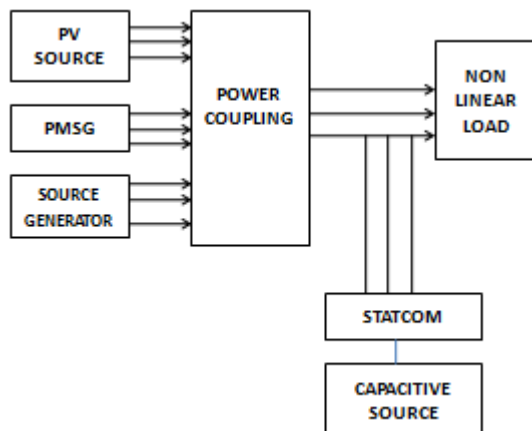 PV
SOURCE
PMSG
SOURCE
GENERATOR
POWER
COUPLING
NON
LINEAR
LOAD
STATCOM
CAPACITIVE
SOURCE